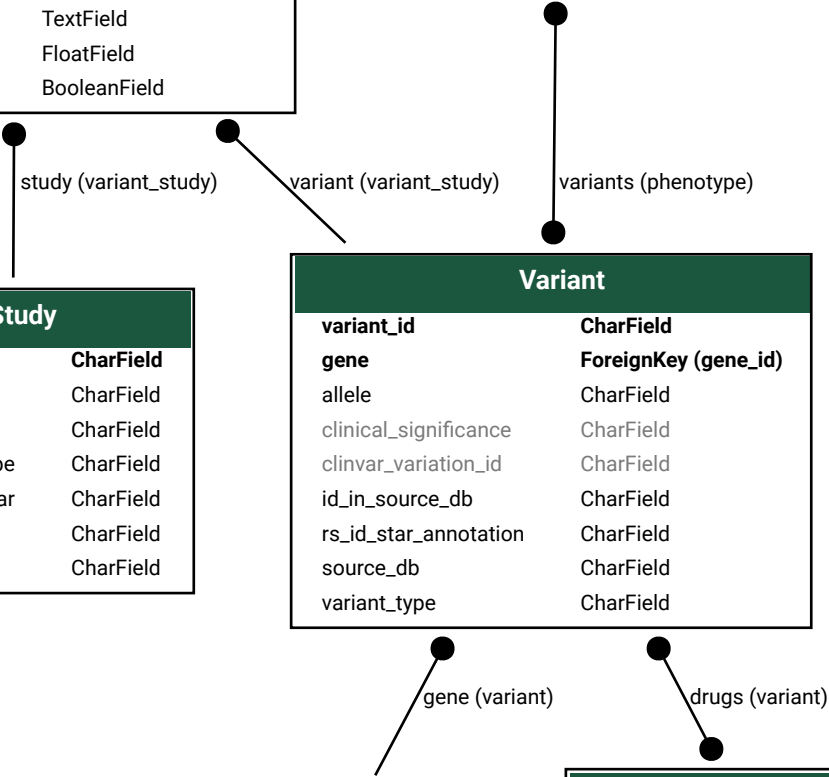 TextField
FloatField
BooleanField
study (variant_study)
variant (variant_study)
variants (phenotype)
Study
CharField
CharField
CharField
CharField
CharField
CharField
CharField
Variant
variant_id CharField
gene ForeignKey (gene_id)
allele CharField
clinical_significance CharField
clinvar_variation_id CharField
id_in_source_db CharField
rs_id_star_annotation CharField
source_db CharField
variant_type CharField
gene (variant)
drugs (variant)